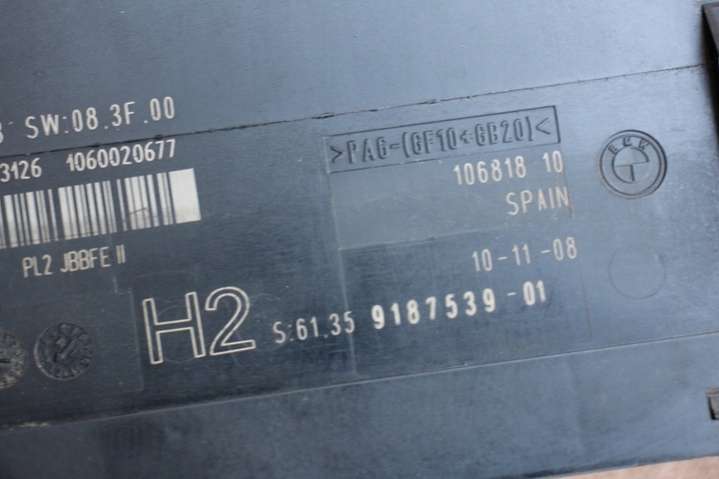 SW:08.3F.00
3126 1060020677
PL2 JBBFE II
>PA6-(GF10+GB20)<
106818 10
SPAIN
10-11-08
BMW
H2 S:61.35 9187539-01